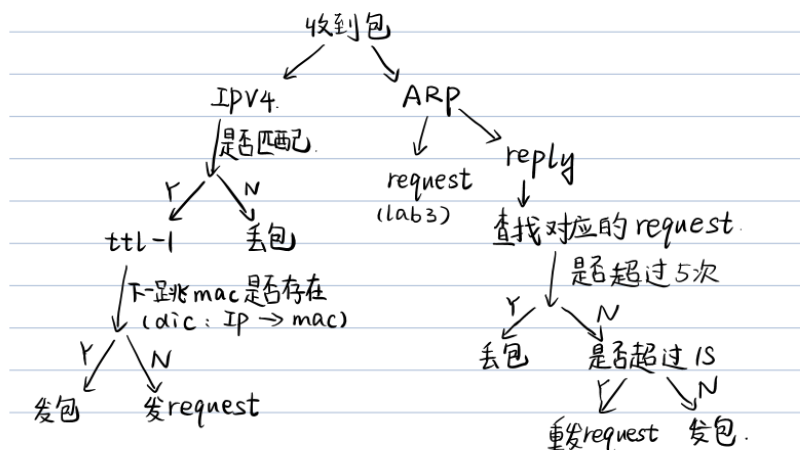 收到包
IPV4.
ARP
是否匹配.
request
(lab3)
reply
Y
N
ttl-1
丢包
查找对应的request.
下一跳mac是否存在
(dic: Ip → mac)
是否超过5次
Y
N
丢包
是否超过1S
Y
N
发包
发request
Y
N
重发request
发包.